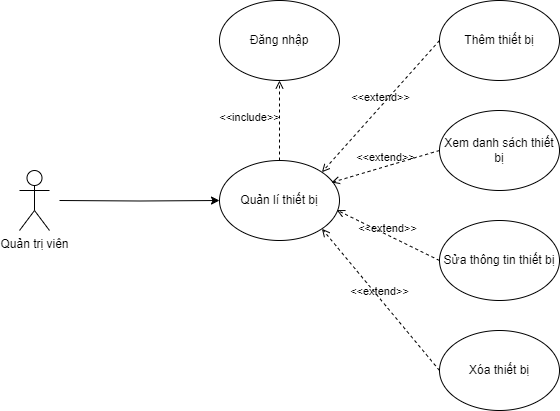 Đăng nhập
Thêm thiết bị
<<extend>>
<<include>>
Xem danh sách thiết
bị
<<extend>>
Quản lí thiết bị
Quản trị viên
<<extend>>
Sửa thông tin thiết bị
<<extend>>
Xóa thiết bị